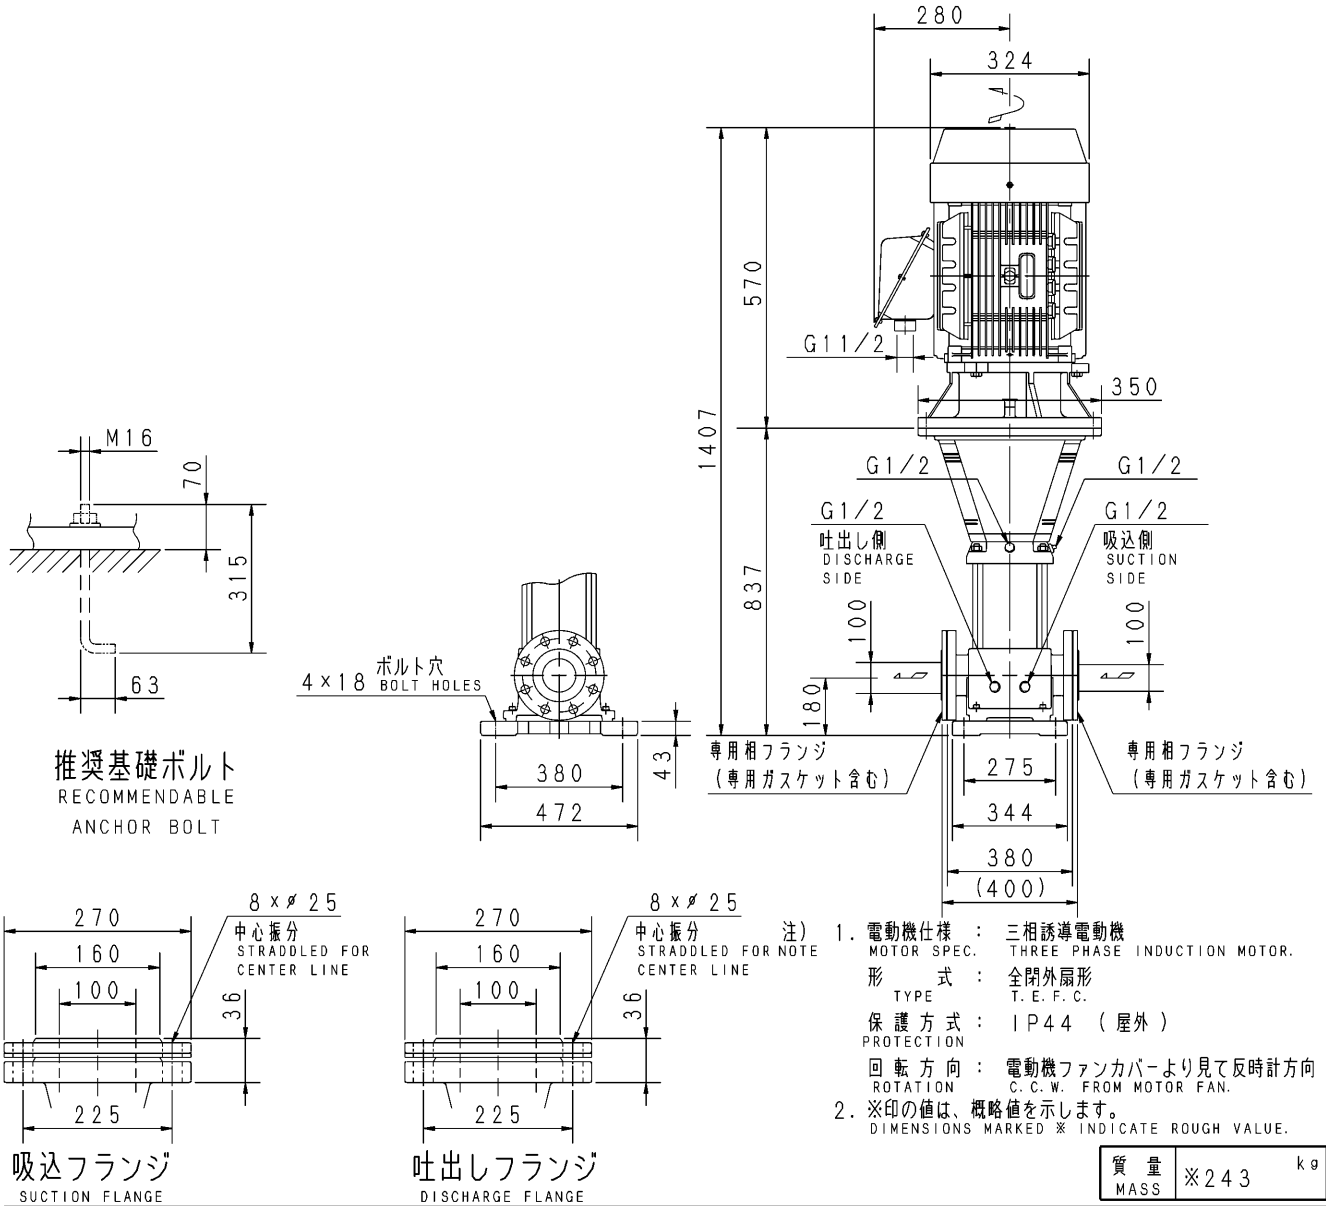 280
324
1407
570
G11/2
350
G1/2
G1/2
G1/2
吐出し側
DISCHARGE
SIDE
G1/2
吸込側
SUCTION
SIDE
837
100
100
180
専用相フランジ
(専用ガスケット含む)
専用相フランジ
(専用ガスケット含む)
275
344
380
(400)
M16
70
315
63
推奨基礎ボルト
RECOMMENDABLE
ANCHOR BOLT
ボルト穴
4×18 BOLT HOLES
43
380
472
270
8×ø25
中心振分
STRADDLED FOR
CENTER LINE
160
100
36
225
吸込フランジ
SUCTION FLANGE
270
8×ø25
中心振分
STRADDLED FOR
CENTER LINE
160
100
36
225
吐出しフランジ
DISCHARGE FLANGE
注) 1. 電動機仕様 : 三相誘導電動機
NOTE MOTOR SPEC. THREE PHASE INDUCTION MOTOR.
形 式 : 全閉外扇形
TYPE T.E.F.C.
保護方式 : IP44 (屋外)
PROTECTION
回転方向 : 電動機ファンカバーより見て反時計方向
ROTATION C.C.W. FROM MOTOR FAN.
2. ※印の値は、概略値を示します。
DIMENSIONS MARKED ※ INDICATE ROUGH VALUE.
質量 ※243 kg
MASS